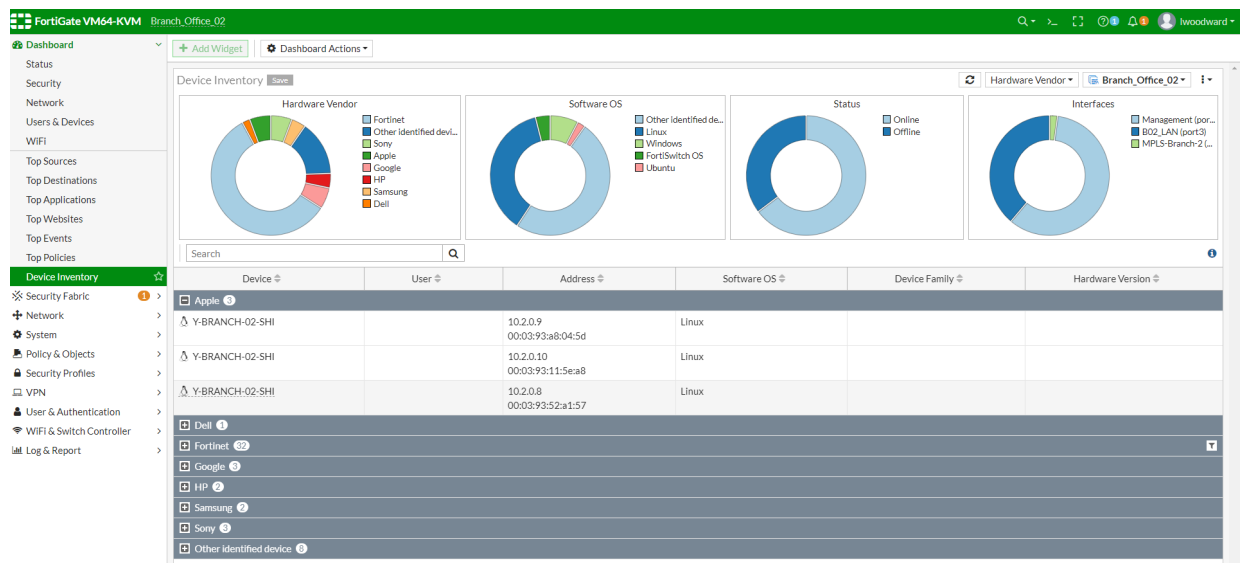 FortiGate VM64-KVM Branch_Office_02
1 1 lwoodward
Dashboard
Status
Security
Network
Users & Devices
WiFi
Top Sources
Top Destinations
Top Applications
Top Websites
Top Events
Top Policies
Device Inventory
Security Fabric 1
Network
System
Policy & Objects
Security Profiles
VPN
User & Authentication
WiFi & Switch Controller
Log & Report
+ Add Widget Dashboard Actions
Device Inventory Save
Hardware Vendor Branch_Office_02
Hardware Vendor
Fortinet
Other identified devi...
Sony
Apple
Google
HP
Samsung
Dell
Software OS
Other identified de...
Linux
Windows
FortiSwitch OS
Ubuntu
Status
Online
Offline
Interfaces
Management (por...
B02_LAN (port3)
MPLS-Branch-2 (...
Search
Device User Address Software OS Device Family Hardware Version
Apple 3
Y-BRANCH-02-SHI 10.2.0.9 Linux
00:03:93:a8:04:5d
Y-BRANCH-02-SHI 10.2.0.10 Linux
00:03:93:11:5e:a8
Y-BRANCH-02-SHI 10.2.0.8 Linux
00:03:93:52:a1:57
Dell 1
Fortinet 32
Google 3
HP 2
Samsung 2
Sony 3
Other identified device 8